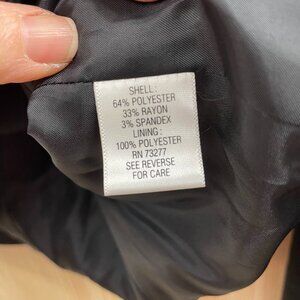 SHELL:
64% POLYESTER
33% RAYON
3% SPANDEX
LINING:
100% POLYESTER
RN 73277
SEE REVERSE
FOR CARE